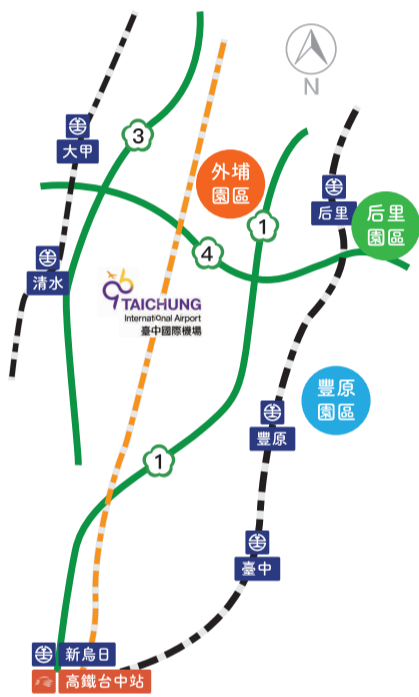 N
大甲
3
外埔
園區
后里
后里
園區
1
4
清水
TAICHUNG
International Airport
臺中國際機場
豐原
園區
豐原
1
臺中
新烏日
高鐵台中站